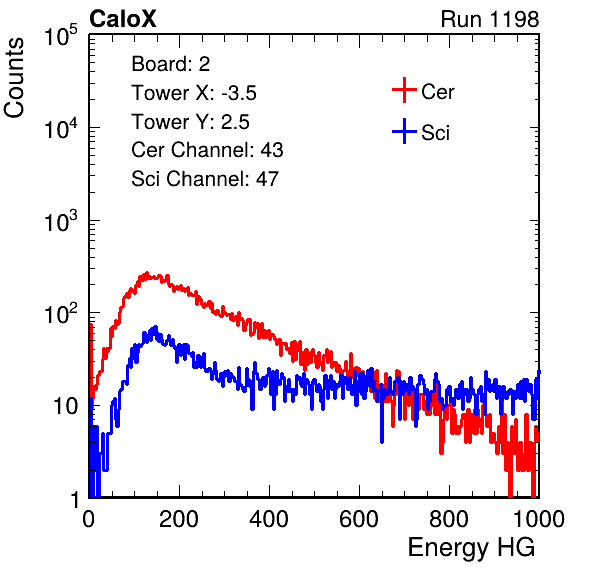 CaloX Run 1198
Counts
10^5
10^4
10^3
10^2
10
1
Board: 2
Tower X: -3.5
Tower Y: 2.5
Cer Channel: 43
Sci Channel: 47
Cer
Sci
0 200 400 600 800 1000
Energy HG